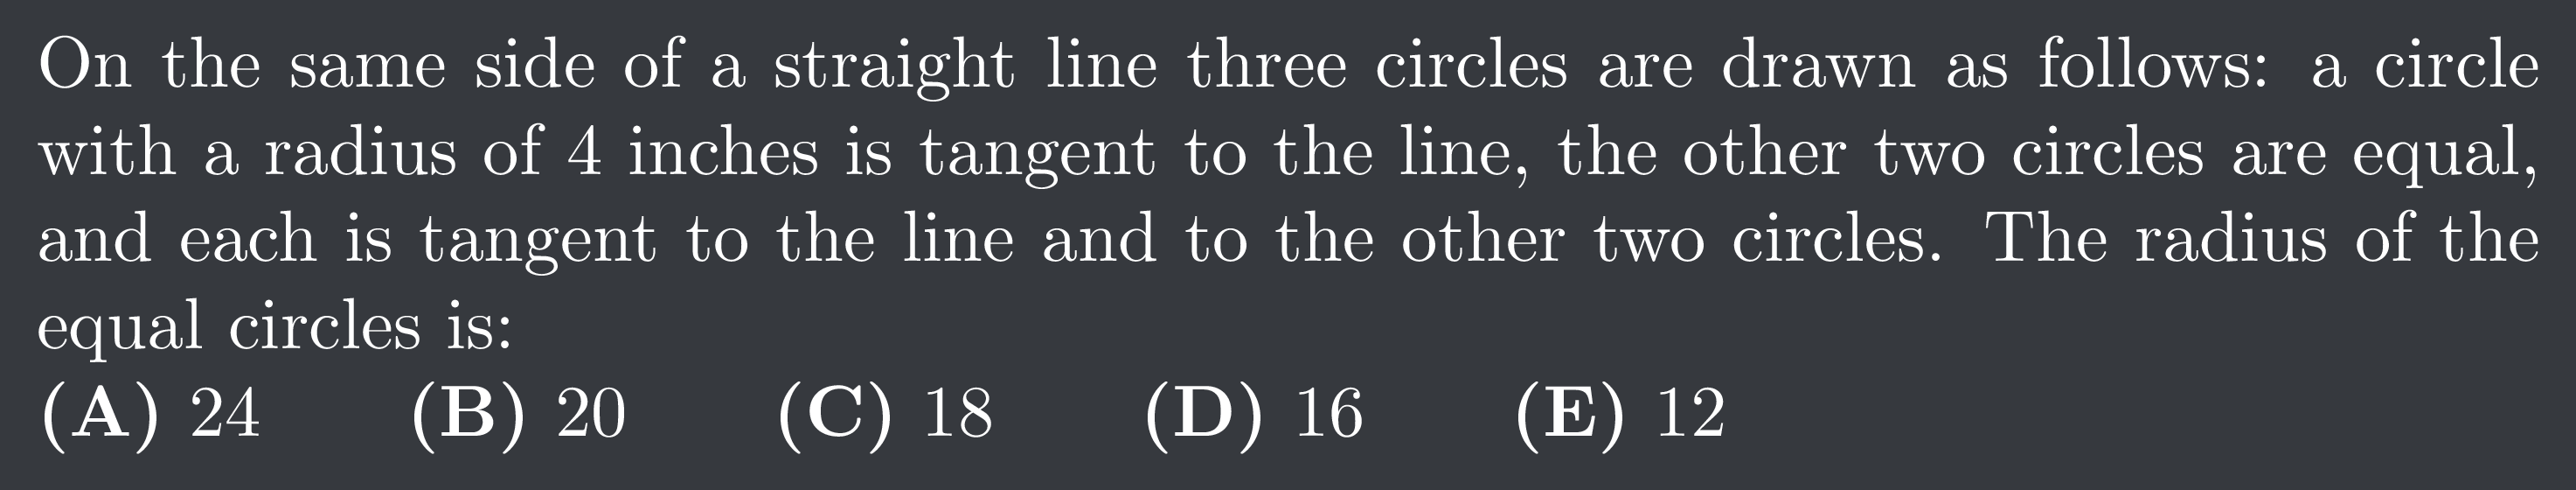 On the same side of a straight line three circles are drawn as follows: a circle
with a radius of 4 inches is tangent to the line, the other two circles are equal,
and each is tangent to the line and to the other two circles. The radius of the
equal circles is:
(A) 24 (B) 20 (C) 18 (D) 16 (E) 12